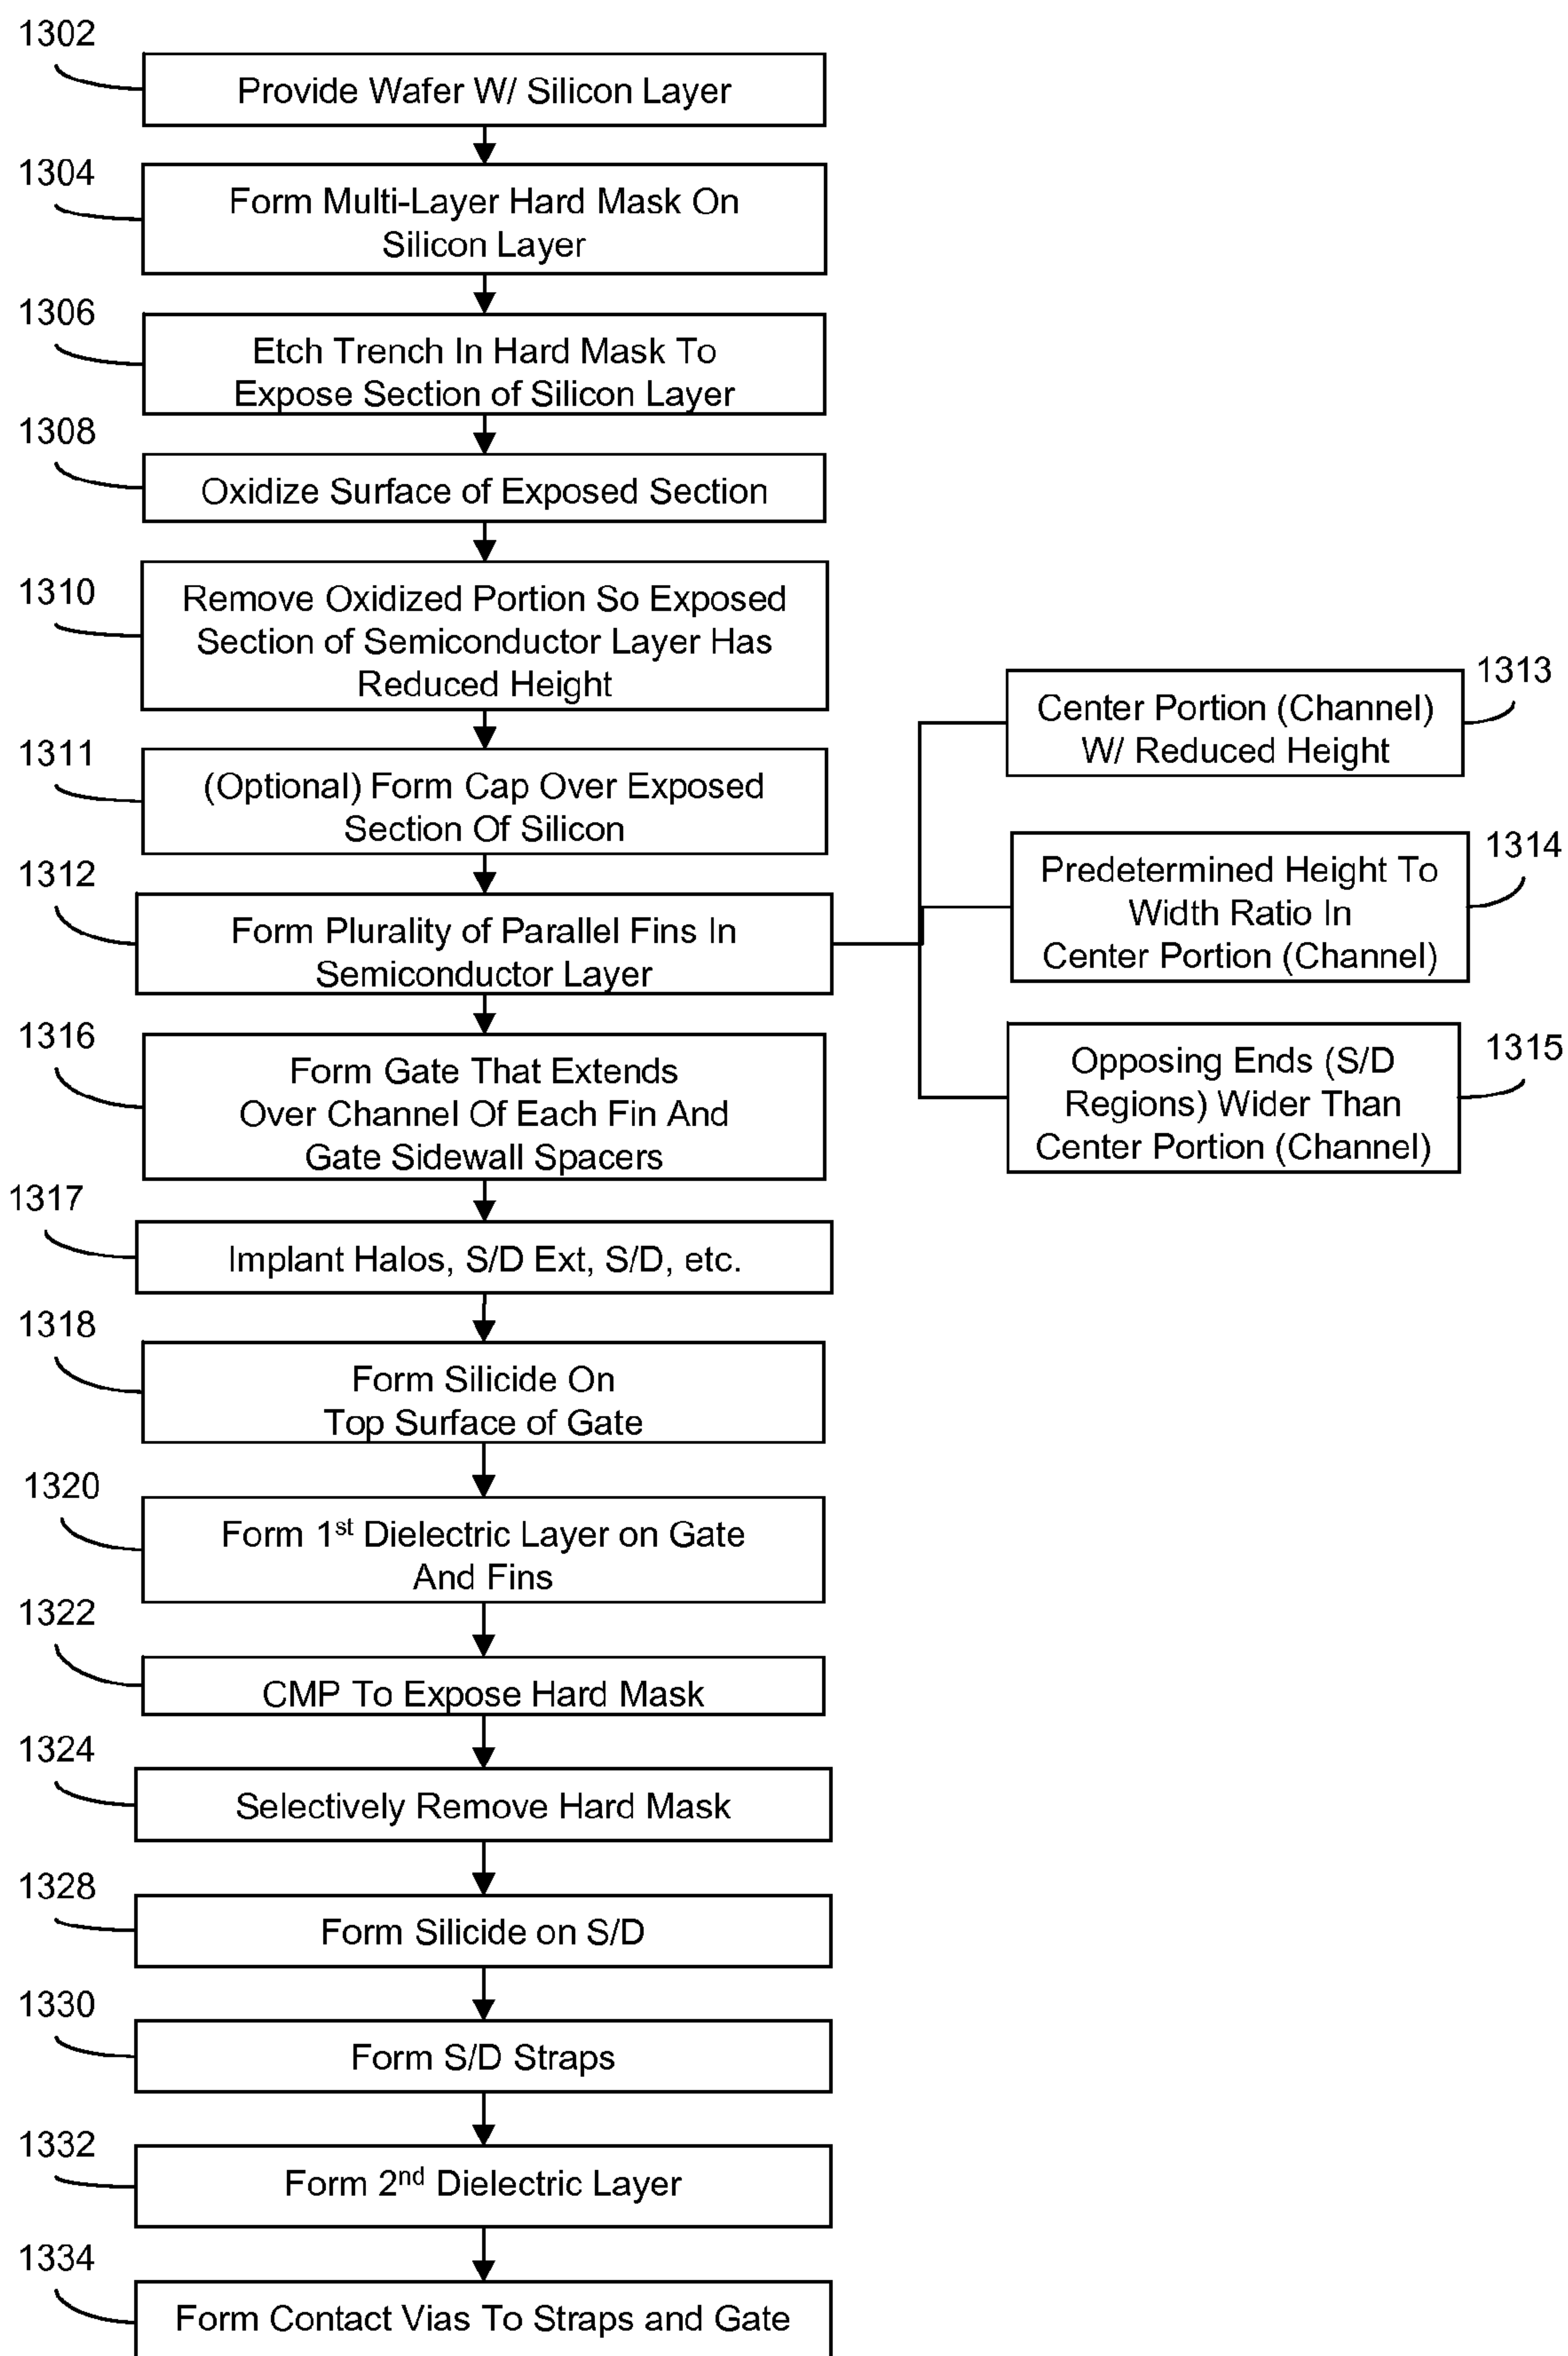 1302
Provide Wafer W/ Silicon Layer
1304
Form Multi-Layer Hard Mask On
Silicon Layer
1306
Etch Trench In Hard Mask To
Expose Section of Silicon Layer
1308
Oxidize Surface of Exposed Section
1310
Remove Oxidized Portion So Exposed
Section of Semiconductor Layer Has
Reduced Height
1311
(Optional) Form Cap Over Exposed
Section Of Silicon
1312
Form Plurality of Parallel Fins In
Semiconductor Layer
1313
Center Portion (Channel)
W/ Reduced Height
1314
Predetermined Height To
Width Ratio In
Center Portion (Channel)
1315
Opposing Ends (S/D
Regions) Wider Than
Center Portion (Channel)
1316
Form Gate That Extends
Over Channel Of Each Fin And
Gate Sidewall Spacers
1317
Implant Halos, S/D Ext, S/D, etc.
1318
Form Silicide On
Top Surface of Gate
1320
Form 1st Dielectric Layer on Gate
And Fins
1322
CMP To Expose Hard Mask
1324
Selectively Remove Hard Mask
1328
Form Silicide on S/D
1330
Form S/D Straps
1332
Form 2nd Dielectric Layer
1334
Form Contact Vias To Straps and Gate